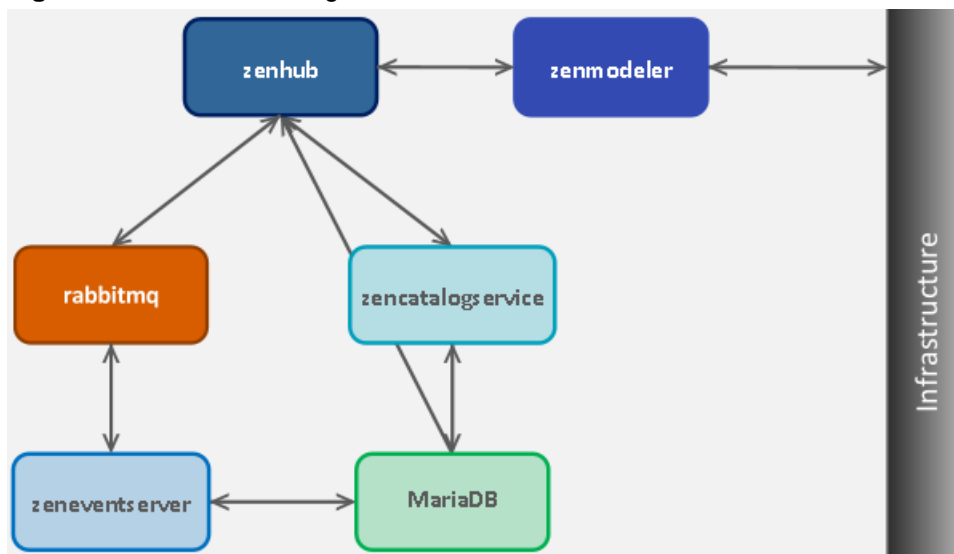 zenhub
zenmodeler
rabbitmq
zencatalogservice
Infrastructure
zeneventserver
MariaDB